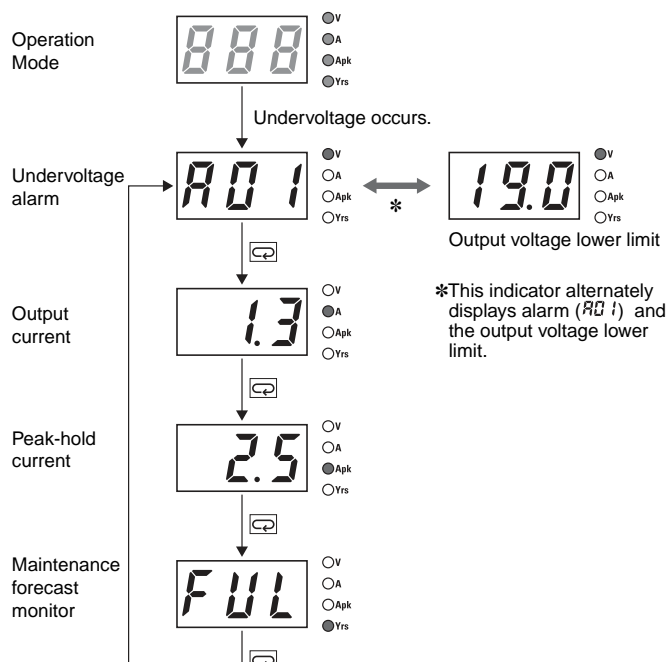 Operation
Mode
888
V
A
Apk
Yrs
Undervoltage occurs.
Undervoltage
alarm
A01
V
A
Apk
Yrs
*
19.0
V
A
Apk
Yrs
Output voltage lower limit
*This indicator alternately
displays alarm (A01) and
the output voltage lower
limit.
Output
current
1.3
V
A
Apk
Yrs
Peak-hold
current
2.5
V
A
Apk
Yrs
Maintenance
forecast
monitor
FUL
V
A
Apk
Yrs